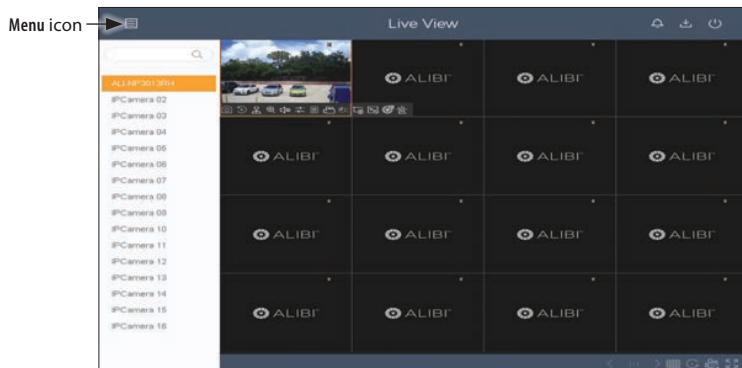 Menu icon
Live View
ALI-NP3013RH
IPCamera 02
IPCamera 03
IPCamera 04
IPCamera 05
IPCamera 06
IPCamera 07
IPCamera 08
IPCamera 09
IPCamera 10
IPCamera 11
IPCamera 12
IPCamera 13
IPCamera 14
IPCamera 15
IPCamera 16
ALIBI ALIBI ALIBI
ALIBI ALIBI ALIBI ALIBI
ALIBI ALIBI ALIBI ALIBI
ALIBI ALIBI ALIBI ALIBI